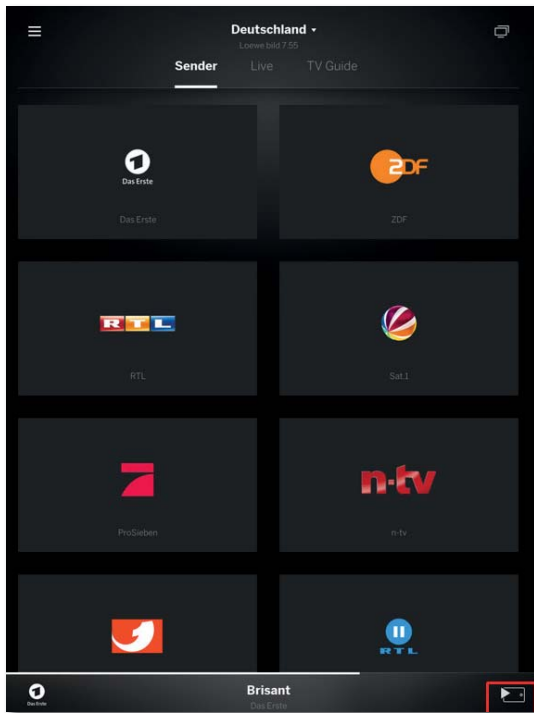 Deutschland
Loewe bild 7.55
Sender Live TV Guide
Das Erste
Das Erste
ZDF
ZDF
RTL
RTL
Sat.1
ProSieben
n-tv
n-tv
II
RTL
Das Erste
Brisant
Das Erste